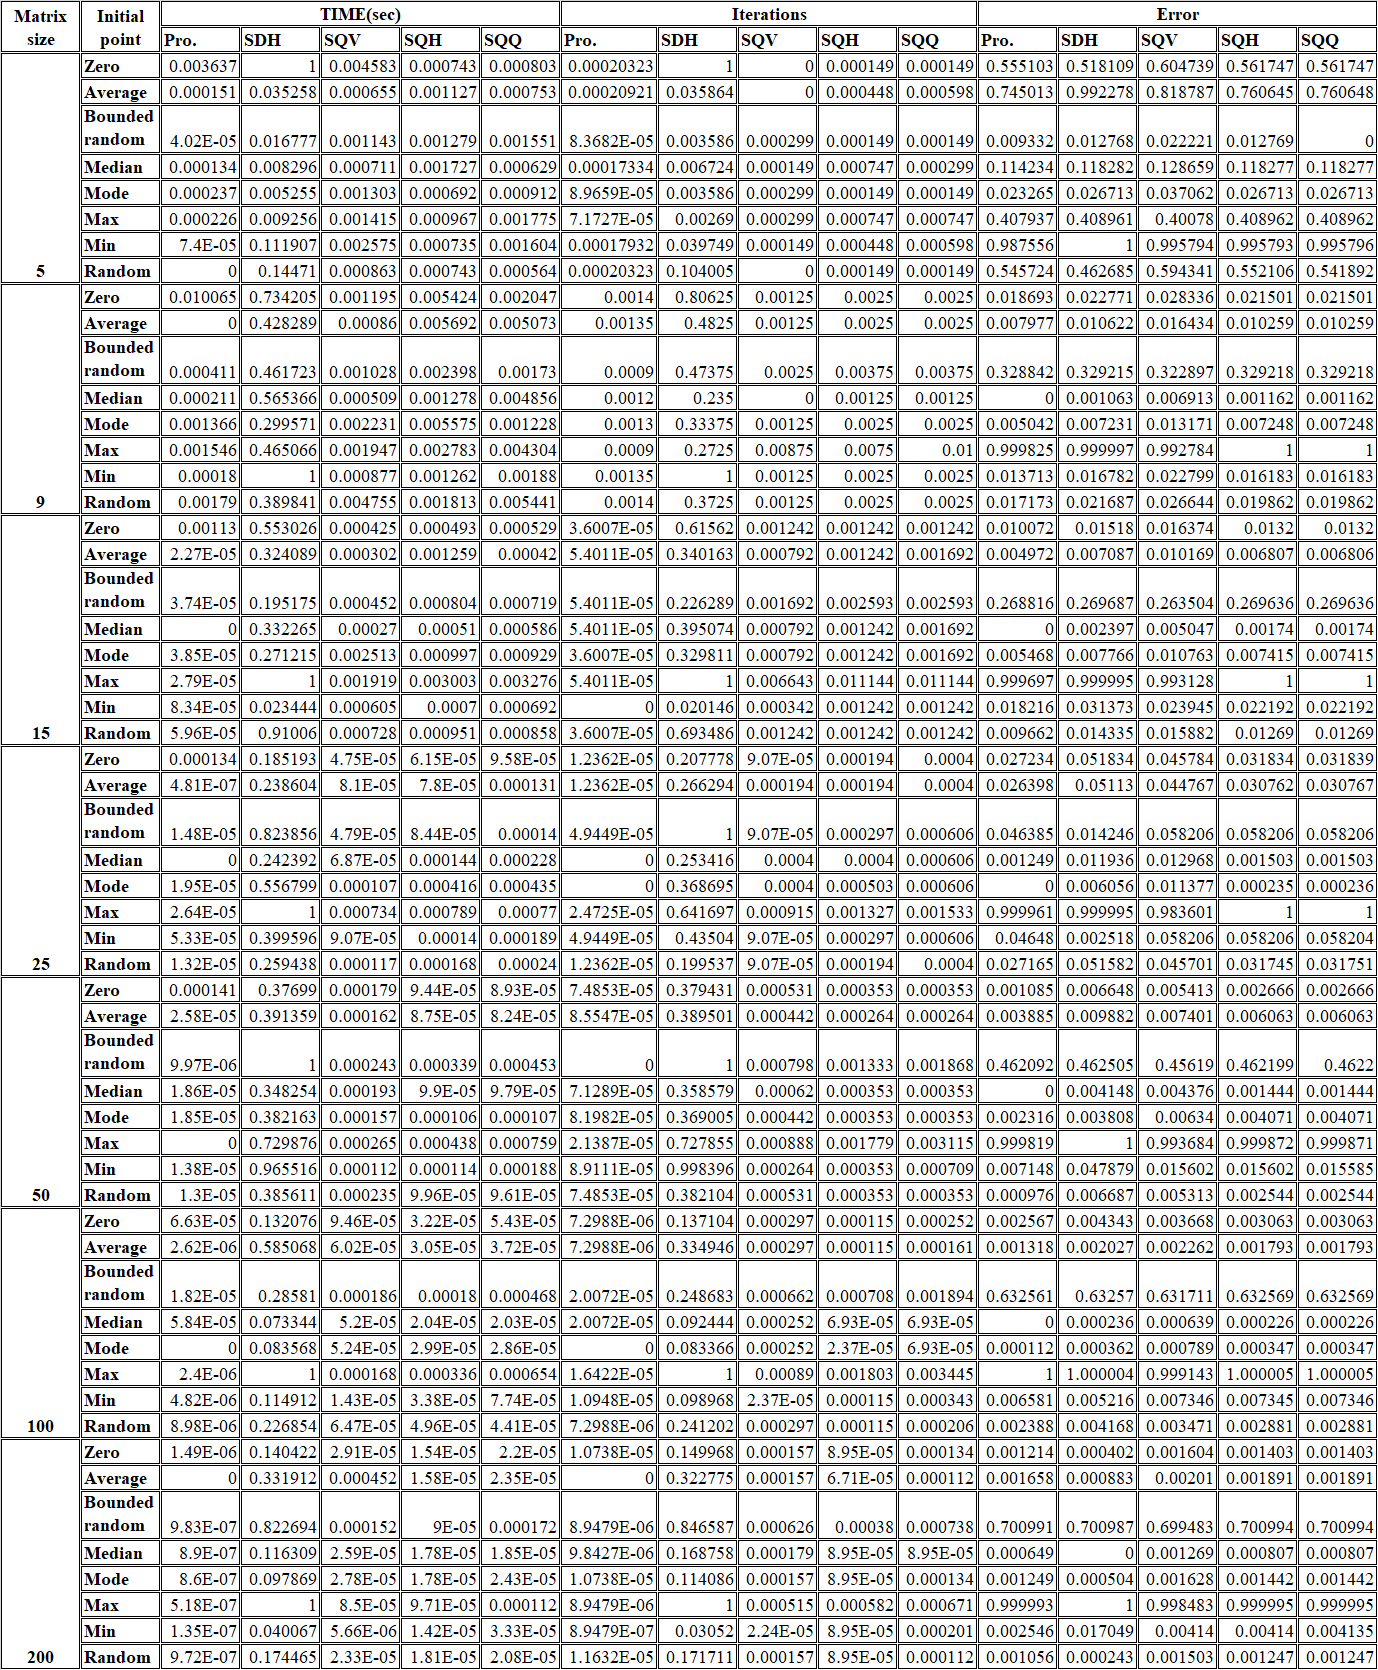 Matrix size Initial point TIME(sec) Iterations Error
Pro. SDH SQV SQH SQQ Pro. SDH SQV SQH SQQ Pro. SDH SQV SQH SQQ
Zero 0.003637 1 0.004583 0.000743 0.000803 0.00020323 1 0 0.000149 0.000149 0.555103 0.518109 0.604739 0.561747 0.561747
Average 0.000151 0.035258 0.000655 0.001127 0.000753 0.00020921 0.035864 0 0.000448 0.000598 0.745013 0.992278 0.818787 0.760645 0.760648
Bounded
random 4.02E-05 0.016777 0.001143 0.001279 0.001551 8.3682E-05 0.003586 0.000299 0.000149 0.000149 0.009332 0.012768 0.022221 0.012769 0
Median 0.000134 0.008296 0.000711 0.001727 0.000629 0.00017334 0.006724 0.000149 0.000747 0.000299 0.114234 0.118282 0.128659 0.118277 0.118277
Mode 0.000237 0.005255 0.001303 0.000692 0.000912 8.9659E-05 0.003586 0.000299 0.000149 0.000149 0.023265 0.026713 0.037062 0.026713 0.026713
Max 0.000226 0.009256 0.001415 0.000967 0.001775 7.1727E-05 0.00269 0.000299 0.000747 0.000747 0.407937 0.408961 0.40078 0.408962 0.408962
Min 7.4E-05 0.111907 0.002575 0.000735 0.001604 0.00017932 0.039749 0.000149 0.000448 0.000598 0.987556 1 0.995794 0.995793 0.995796
5 Random 0 0.14471 0.000863 0.000743 0.000564 0.00020323 0.104005 0 0.000149 0.000149 0.545724 0.462685 0.594341 0.552106 0.541892
Zero 0.010065 0.734205 0.001195 0.005424 0.002047 0.0014 0.80625 0.00125 0.0025 0.0025 0.018693 0.022771 0.028336 0.021501 0.021501
Average 0 0.428289 0.00086 0.005692 0.005073 0.00135 0.4825 0.00125 0.0025 0.0025 0.007977 0.010622 0.016434 0.010259 0.010259
Bounded
random 0.000411 0.461723 0.001028 0.002398 0.00173 0.0009 0.47375 0.0025 0.00375 0.00375 0.328842 0.329215 0.322897 0.329218 0.329218
Median 0.000211 0.565366 0.000509 0.001278 0.004856 0.0012 0.235 0 0.00125 0.00125 0 0.001063 0.006913 0.001162 0.001162
Mode 0.001366 0.299571 0.002231 0.005575 0.001228 0.0013 0.33375 0.00125 0.0025 0.0025 0.005042 0.007231 0.013171 0.007248 0.007248
Max 0.001546 0.465066 0.001947 0.002783 0.004304 0.0009 0.2725 0.00875 0.0075 0.01 0.999825 0.999997 0.992784 1 1
Min 0.00018 1 0.000877 0.001262 0.00188 0.00135 1 0.00125 0.0025 0.0025 0.013713 0.016782 0.022799 0.016183 0.016183
9 Random 0.00179 0.389841 0.004755 0.001813 0.005441 0.0014 0.3725 0.00125 0.0025 0.0025 0.017173 0.021687 0.026644 0.019862 0.019862
Zero 0.00113 0.553026 0.000425 0.000493 0.000529 3.6007E-05 0.61562 0.001242 0.001242 0.001242 0.010072 0.01518 0.016374 0.0132 0.0132
Average 2.27E-05 0.324089 0.000302 0.001259 0.00042 5.4011E-05 0.340163 0.000792 0.001242 0.001692 0.004972 0.007087 0.010169 0.006807 0.006806
Bounded
random 3.74E-05 0.195175 0.000452 0.000804 0.000719 5.4011E-05 0.226289 0.001692 0.002593 0.002593 0.268816 0.269687 0.263504 0.269636 0.269636
Median 0 0.332265 0.00027 0.00051 0.000586 5.4011E-05 0.395074 0.000792 0.001242 0.001692 0 0.002397 0.005047 0.00174 0.00174
Mode 3.85E-05 0.271215 0.002513 0.000997 0.000929 3.6007E-05 0.329811 0.000792 0.001242 0.001692 0.005468 0.007766 0.010763 0.007415 0.007415
Max 2.79E-05 1 0.001919 0.003003 0.003276 5.4011E-05 1 0.006643 0.011144 0.011144 0.999697 0.999995 0.993128 1 1
Min 8.34E-05 0.023444 0.000605 0.0007 0.000692 0 0.020146 0.000342 0.001242 0.001242 0.018216 0.031373 0.023945 0.022192 0.022192
15 Random 5.96E-05 0.91006 0.000728 0.000951 0.000858 3.6007E-05 0.693486 0.001242 0.001242 0.001242 0.009662 0.014335 0.015882 0.01269 0.01269
Zero 0.000134 0.185193 4.75E-05 6.15E-05 9.58E-05 1.2362E-05 0.207778 9.07E-05 0.000194 0.0004 0.027234 0.051834 0.045784 0.031834 0.031839
Average 4.81E-07 0.238604 8.1E-05 7.8E-05 0.000131 1.2362E-05 0.266294 0.000194 0.000194 0.0004 0.026398 0.05113 0.044767 0.030762 0.030767
Bounded
random 1.48E-05 0.823856 4.79E-05 8.44E-05 0.00014 4.9449E-05 1 9.07E-05 0.000297 0.000606 0.046385 0.014246 0.058206 0.058206 0.058206
Median 0 0.242392 6.87E-05 0.000144 0.000228 0 0.253416 0.0004 0.0004 0.000606 0.001249 0.011936 0.012968 0.001503 0.001503
Mode 1.95E-05 0.556799 0.000107 0.000416 0.000435 0 0.368695 0.0004 0.000503 0.000606 0 0.006056 0.011377 0.000235 0.000236
Max 2.64E-05 1 0.000734 0.000789 0.00077 2.4725E-05 0.641697 0.000915 0.001327 0.001533 0.999961 0.999995 0.983601 1 1
Min 5.33E-05 0.399596 9.07E-05 0.00014 0.000189 4.9449E-05 0.43504 9.07E-05 0.000297 0.000606 0.04648 0.002518 0.058206 0.058206 0.058204
25 Random 1.32E-05 0.259438 0.000117 0.000168 0.00024 1.2362E-05 0.199537 9.07E-05 0.000194 0.0004 0.027165 0.051582 0.045701 0.031745 0.031751
Zero 0.000141 0.37699 0.000179 9.44E-05 8.93E-05 7.4853E-05 0.379431 0.000531 0.000353 0.000353 0.001085 0.006648 0.005413 0.002666 0.002666
Average 2.58E-05 0.391359 0.000162 8.75E-05 8.24E-05 8.5547E-05 0.389501 0.000442 0.000264 0.000264 0.003885 0.009882 0.007401 0.006063 0.006063
Bounded
random 9.97E-06 1 0.000243 0.000339 0.000453 0 1 0.000798 0.001333 0.001868 0.462092 0.462505 0.45619 0.462199 0.4622
Median 1.86E-05 0.348254 0.000193 9.9E-05 9.79E-05 7.1289E-05 0.358579 0.00062 0.000353 0.000353 0 0.004148 0.004376 0.001444 0.001444
Mode 1.85E-05 0.382163 0.000157 0.000106 0.000107 8.1982E-05 0.369005 0.000442 0.000353 0.000353 0.002316 0.003808 0.00634 0.004071 0.004071
Max 0 0.729876 0.000265 0.000438 0.000759 2.1387E-05 0.727855 0.000888 0.001779 0.003115 0.999819 1 0.993684 0.999872 0.999871
Min 1.38E-05 0.965516 0.000112 0.000114 0.000188 8.9111E-05 0.998396 0.000264 0.000353 0.000709 0.007148 0.047879 0.015602 0.015602 0.015585
50 Random 1.3E-05 0.385611 0.000235 9.96E-05 9.61E-05 7.4853E-05 0.382104 0.000531 0.000353 0.000353 0.000976 0.006687 0.005313 0.002544 0.002544
Zero 6.63E-05 0.132076 9.46E-05 3.22E-05 5.43E-05 7.2988E-06 0.137104 0.000297 0.000115 0.000252 0.002567 0.004343 0.003668 0.003063 0.003063
Average 2.62E-06 0.585068 6.02E-05 3.05E-05 3.72E-05 7.2988E-06 0.334946 0.000297 0.000115 0.000161 0.001318 0.002027 0.002262 0.001793 0.001793
Bounded
random 1.82E-05 0.28581 0.000186 0.00018 0.000468 2.0072E-05 0.248683 0.000662 0.000708 0.001894 0.632561 0.63257 0.631711 0.632569 0.632569
Median 5.84E-05 0.073344 5.2E-05 2.04E-05 2.03E-05 2.0072E-05 0.092444 0.000252 6.93E-05 6.93E-05 0 0.000236 0.000639 0.000226 0.000226
Mode 0 0.083568 5.24E-05 2.99E-05 2.86E-05 0 0.083366 0.000252 2.37E-05 6.93E-05 0.000112 0.000362 0.000789 0.000347 0.000347
Max 2.4E-06 1 0.000168 0.000336 0.000654 1.6422E-05 1 0.00089 0.001803 0.003445 1 1.000004 0.999143 1.000005 1.000005
Min 4.82E-06 0.114912 1.43E-05 3.38E-05 7.74E-05 1.0948E-05 0.098968 2.37E-05 0.000115 0.000343 0.006581 0.005216 0.007346 0.007345 0.007346
100 Random 8.98E-06 0.226854 6.47E-05 4.96E-05 4.41E-05 7.2988E-06 0.241202 0.000297 0.000115 0.000206 0.002388 0.004168 0.003471 0.002881 0.002881
Zero 1.49E-06 0.140422 2.91E-05 1.54E-05 2.2E-05 1.0738E-05 0.149968 0.000157 8.95E-05 0.000134 0.001214 0.000402 0.001604 0.001403 0.001403
Average 0 0.331912 0.000452 1.58E-05 2.35E-05 0 0.322775 0.000157 6.71E-05 0.000112 0.001658 0.000883 0.00201 0.001891 0.001891
Bounded
random 9.83E-07 0.822694 0.000152 9E-05 0.000172 8.9479E-06 0.846587 0.000626 0.00038 0.000738 0.700991 0.700987 0.699483 0.700994 0.700994
Median 8.9E-07 0.116309 2.59E-05 1.78E-05 1.85E-05 9.8427E-06 0.168758 0.000179 8.95E-05 8.95E-05 0.000649 0 0.001269 0.000807 0.000807
Mode 8.6E-07 0.097869 2.78E-05 1.78E-05 2.43E-05 1.0738E-05 0.114086 0.000157 8.95E-05 0.000134 0.001249 0.000504 0.001628 0.001442 0.001442
Max 5.18E-07 1 8.5E-05 9.71E-05 0.000112 8.9479E-06 1 0.000515 0.000582 0.000671 0.999993 1 0.998483 0.999995 0.999995
Min 1.35E-07 0.040067 5.66E-06 1.42E-05 3.33E-05 8.9479E-07 0.03052 2.24E-05 8.95E-05 0.000201 0.002546 0.017049 0.00414 0.00414 0.004135
200 Random 9.72E-07 0.174465 2.33E-05 1.81E-05 2.08E-05 1.1632E-05 0.171711 0.000157 8.95E-05 0.000112 0.001056 0.000243 0.001503 0.001247 0.001247